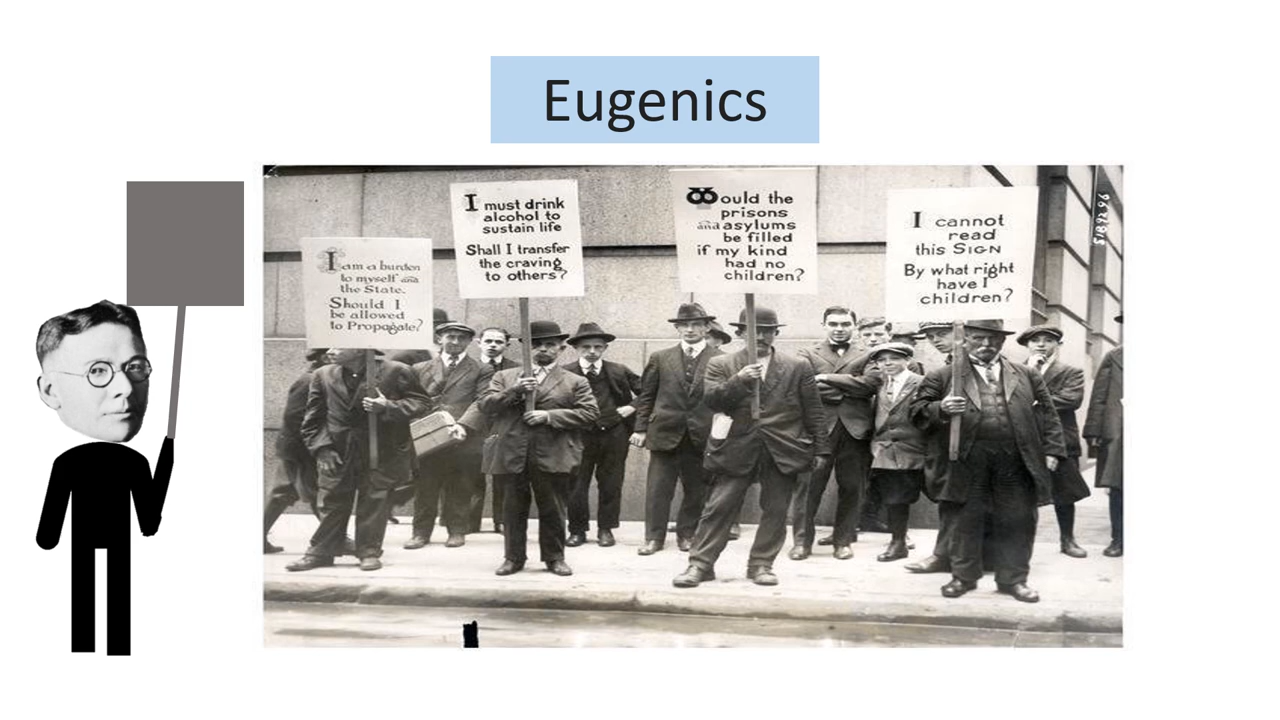 Eugenics
I am a burden
to myself and
the State.
Should I
be allowed
to Propagate?
I must drink
alcohol to
sustain life
Shall I transfer
the craving
to others?
Would the
prisons
and asylums
be filled
if my kind
had no
children?
I cannot
read
this SIGN
By what right
have I
children?